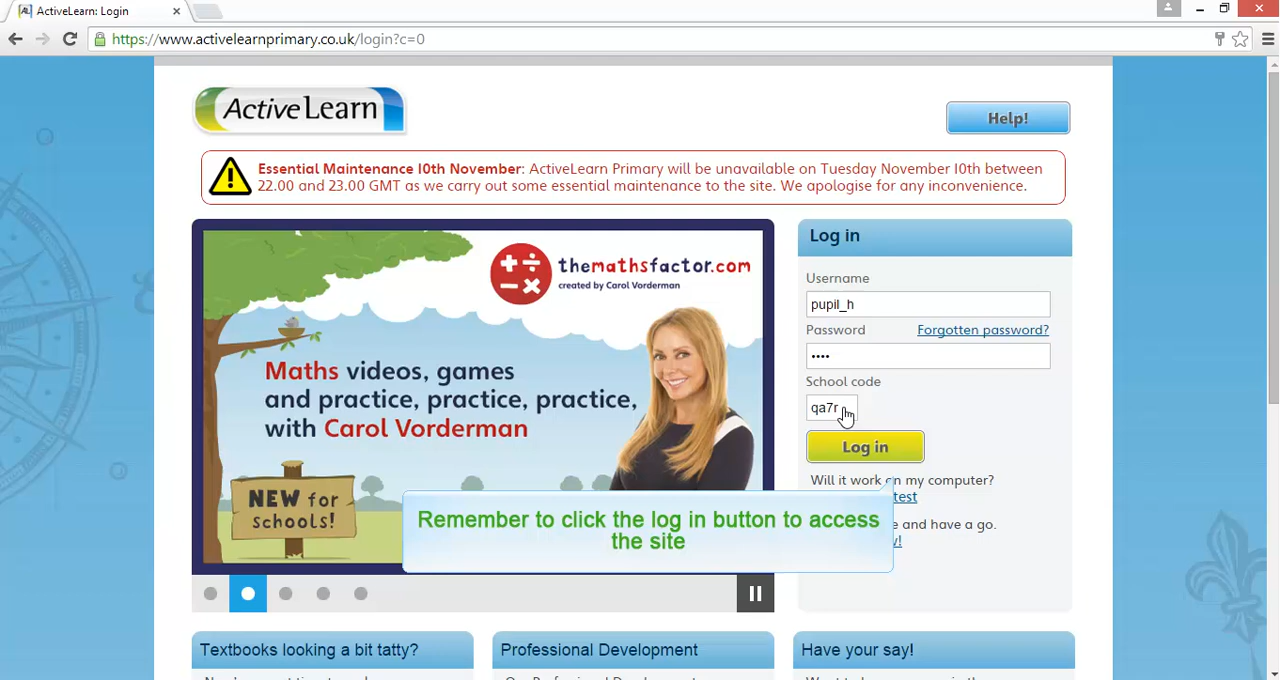 ActiveLearn: Login
https://www.activelearnprimary.co.uk/login?c=0
ActiveLearn
Help!
Essential Maintenance 10th November: ActiveLearn Primary will be unavailable on Tuesday November 10th between
22.00 and 23.00 GMT as we carry out some essential maintenance to the site. We apologise for any inconvenience.
themathsfactor.com
created by Carol Vorderman
Maths videos, games
and practice, practice, practice,
with Carol Vorderman
NEW for
schools!
Log in
Username
pupil_h
Password
Forgotten password?
••••
School code
qa7r
Log in
Will it work on my computer?
test
e and have a go.
Remember to click the log in button to access
the site
Textbooks looking a bit tatty?
Professional Development
Have your say!